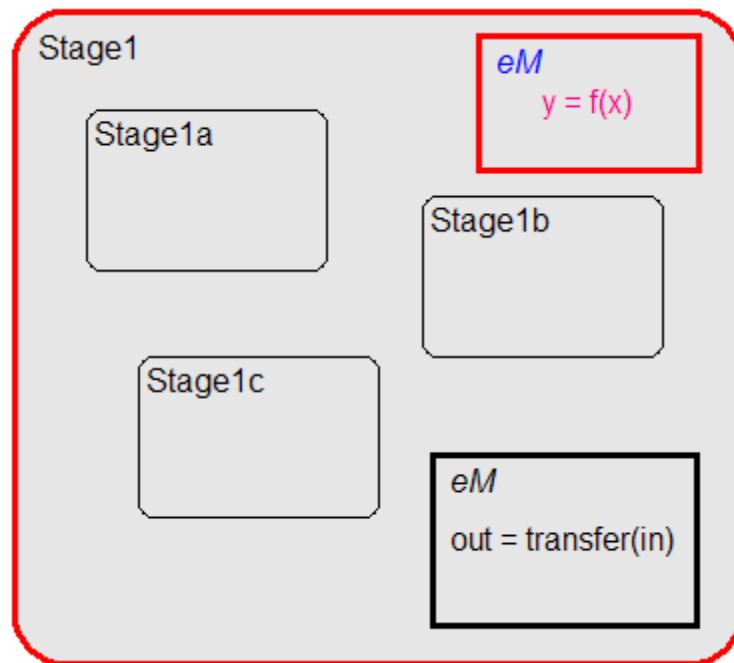 Stage1
eM
y = f(x)
Stage1a
Stage1b
Stage1c
eM
out = transfer(in)